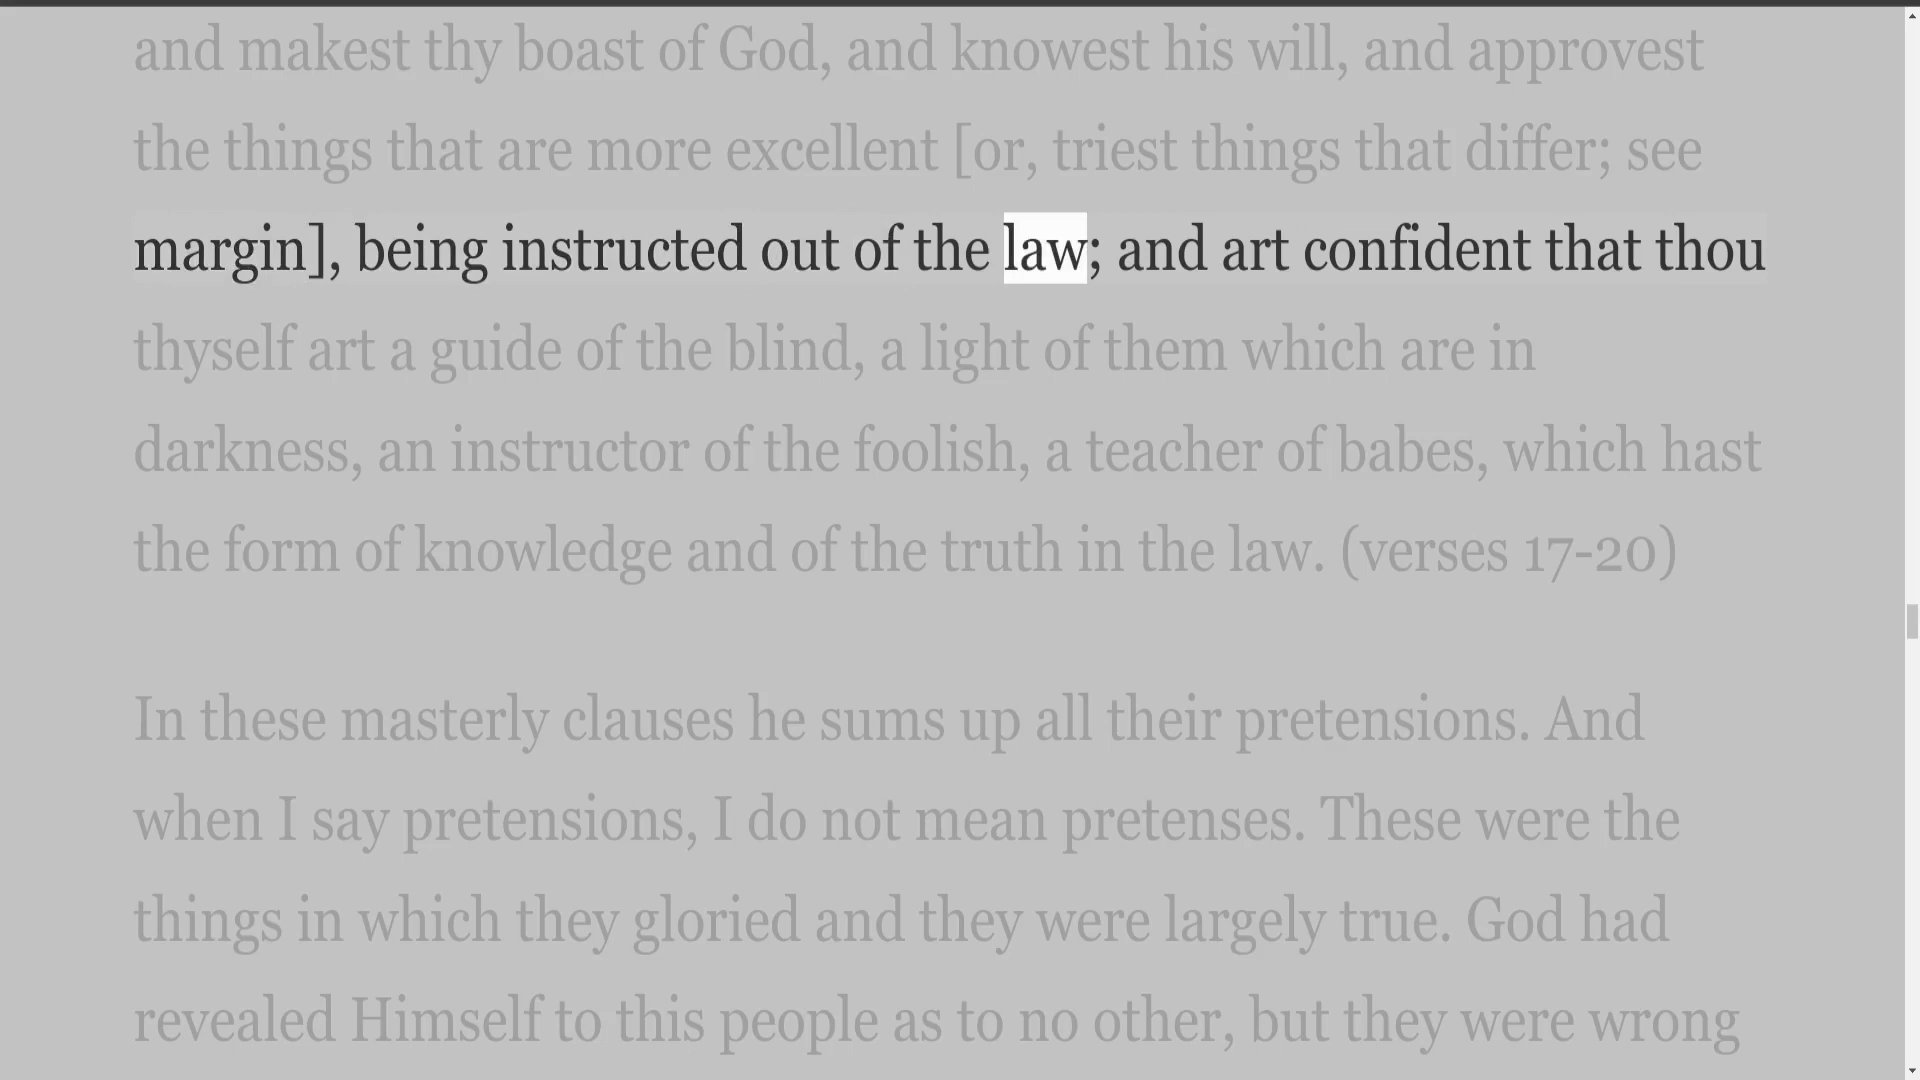 and makest thy boast of God, and knowest his will, and approvest
the things that are more excellent [or, triest things that differ; see
margin], being instructed out of the law; and art confident that thou
thyself art a guide of the blind, a light of them which are in
darkness, an instructor of the foolish, a teacher of babes, which hast
the form of knowledge and of the truth in the law. (verses 17-20)
In these masterly clauses he sums up all their pretensions. And
when I say pretensions, I do not mean pretenses. These were the
things in which they gloried and they were largely true. God had
revealed Himself to this people as to no other, but they were wrong